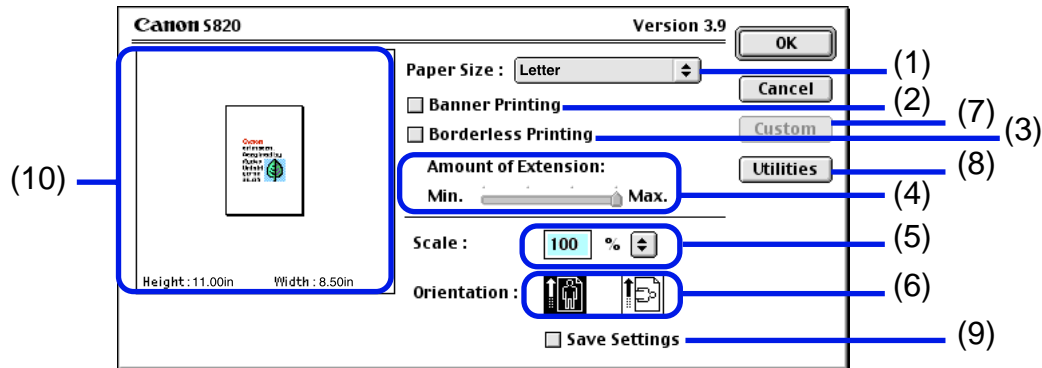 Canon S820 Version 3.9
OK
Paper Size : Letter
(1)
Cancel
Banner Printing
(2)
(7)
Custom
Borderless Printing
(3)
Amount of Extension:
Utilities
(8)
Min. Max.
(4)
(10)
Canon
Scale : 100 %
(5)
Height : 11.00in Width : 8.50in
Orientation :
(6)
Save Settings
(9)